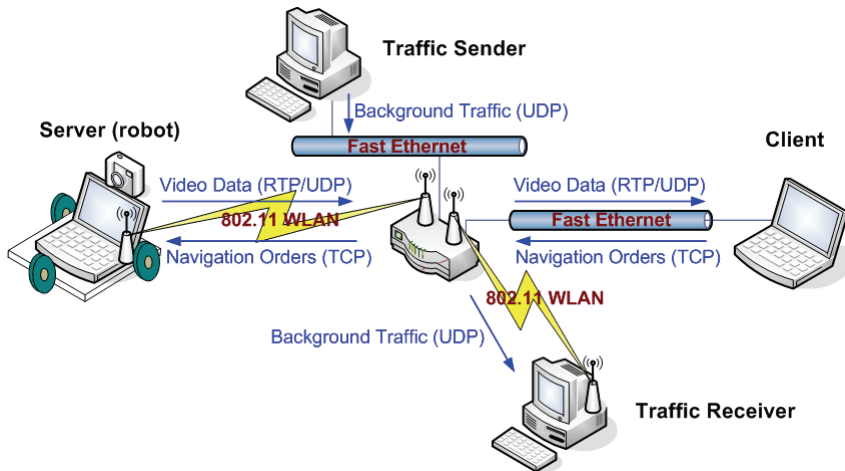 Traffic Sender
Background Traffic (UDP)
Server (robot)
Fast Ethernet
Client
Video Data (RTP/UDP)
Video Data (RTP/UDP)
802.11 WLAN
Fast Ethernet
Navigation Orders (TCP)
Navigation Orders (TCP)
802.11 WLAN
Background Traffic (UDP)
Traffic Receiver